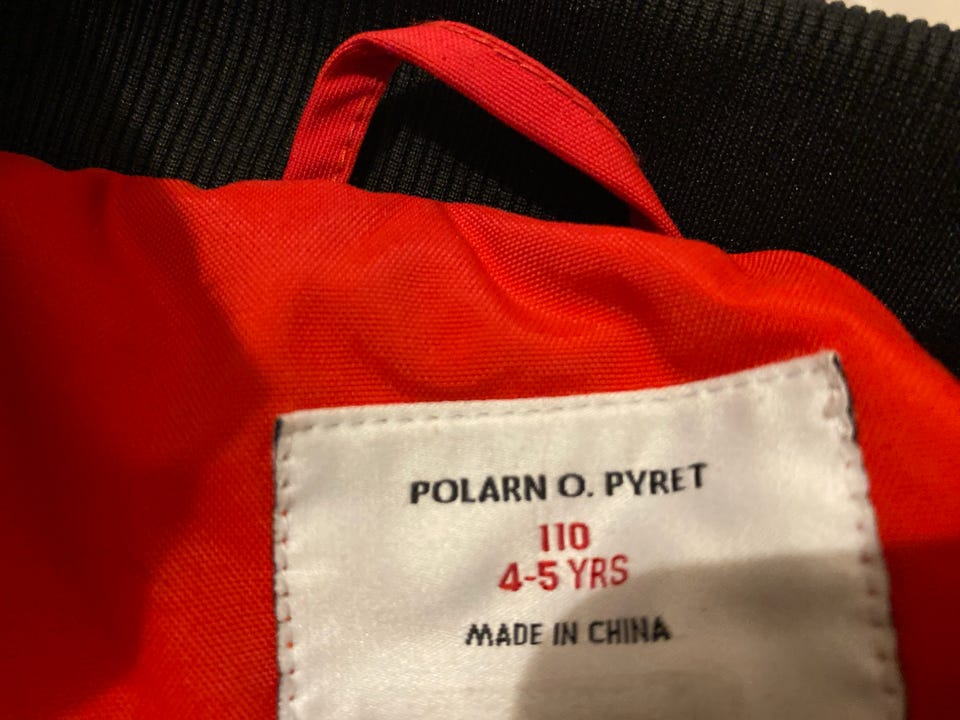 POLARN O. PYRET
110
4-5 YRS
MADE IN CHINA